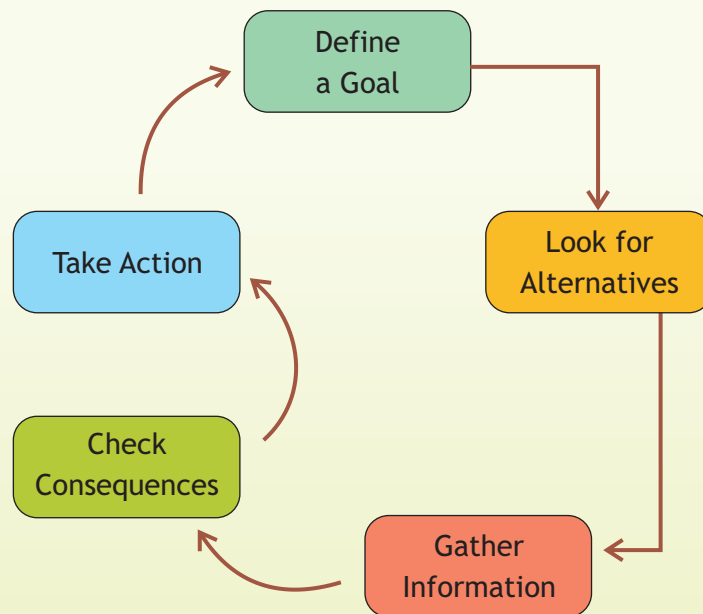 Define
a Goal
Look for
Alternatives
Gather
Information
Check
Consequences
Take Action